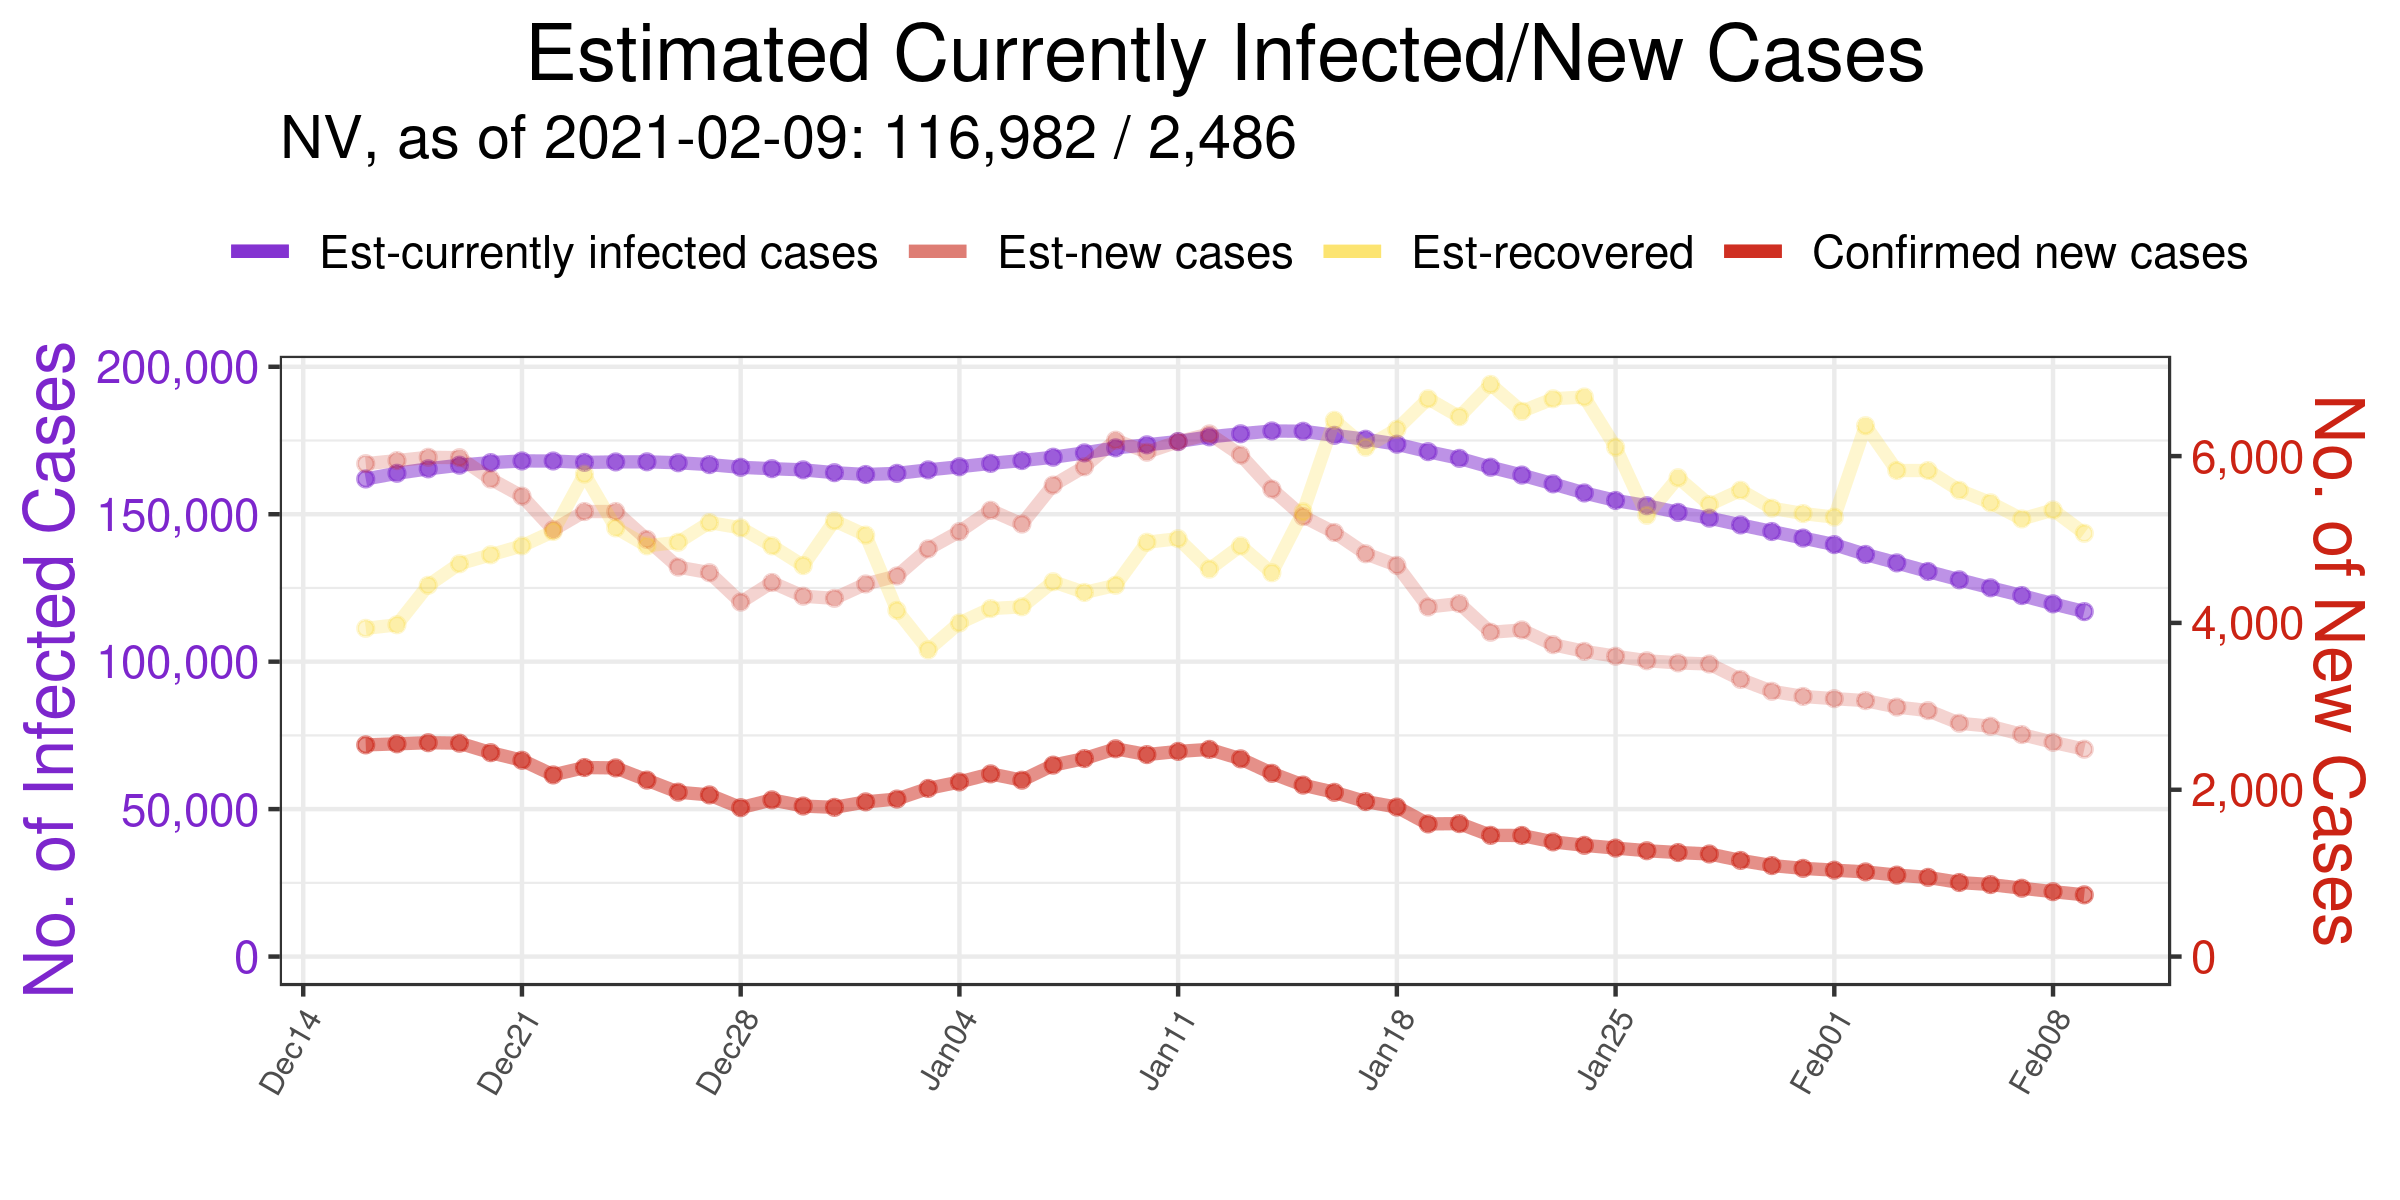 Estimated Currently Infected/New Cases
NV, as of 2021-02-09: 116,982 / 2,486
Est-currently infected cases Est-new cases Est-recovered Confirmed new cases
No. of Infected Cases
200,000
150,000
100,000
50,000
0
6,000
4,000
2,000
0
No. of New Cases
Dec14 Dec21 Dec28 Jan04 Jan11 Jan18 Jan25 Feb01 Feb08